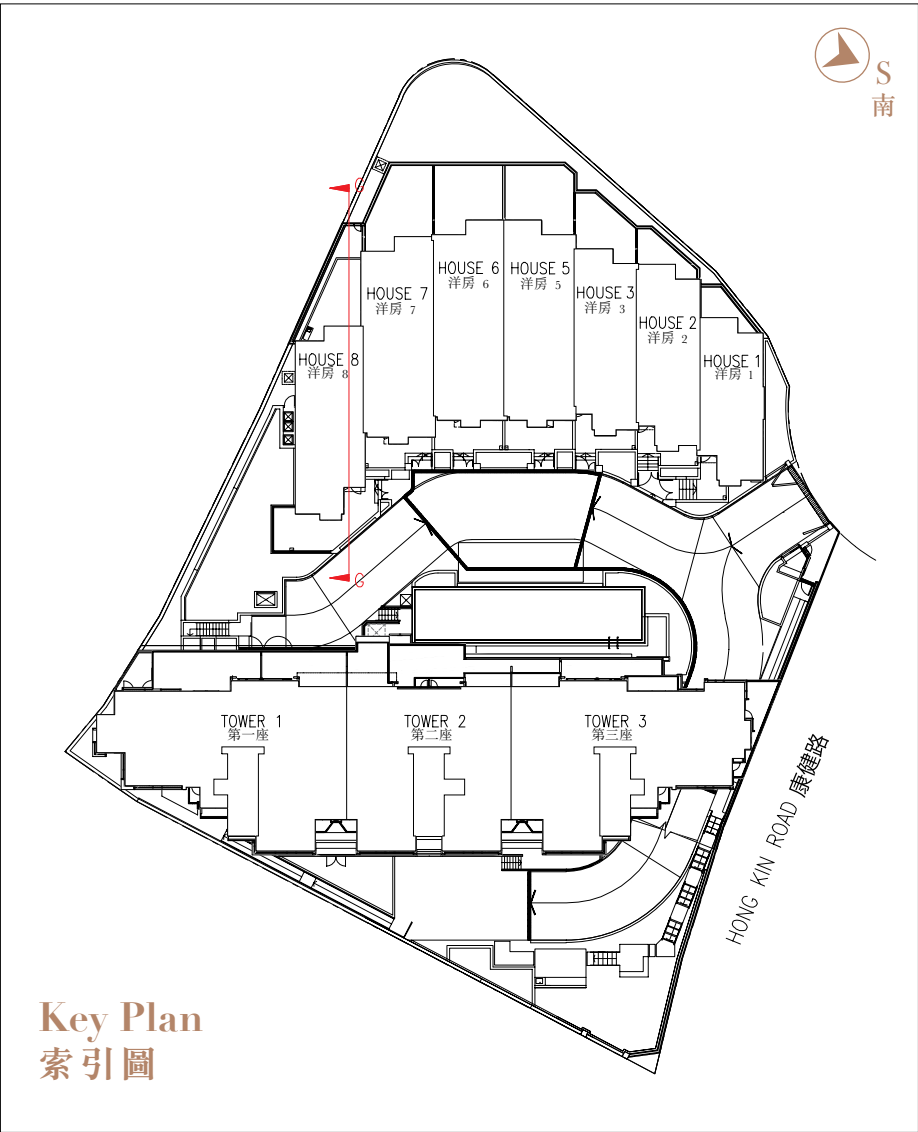 S
南
G
HOUSE 6
洋房 6
HOUSE 5
洋房 5
HOUSE 7
洋房 7
HOUSE 3
洋房 3
HOUSE 2
洋房 2
HOUSE 8
洋房 8
HOUSE 1
洋房 1
G
TOWER 1
第一座
TOWER 2
第二座
TOWER 3
第三座
HONG KIN ROAD 康健路
Key Plan
索引圖